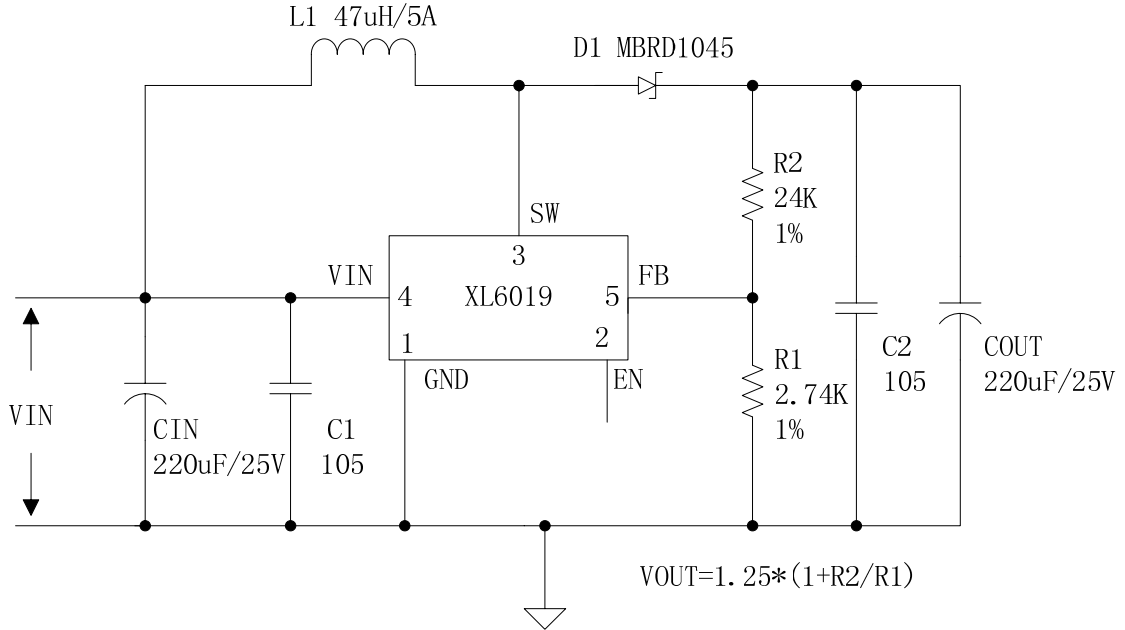 L1 47uH/5A
D1 MBRD1045
R2
24K
1%
SW
3
VIN
FB
4
XL6019
5
1
2
GND
EN
R1
2.74K
1%
C2
105
COUT
220uF/25V
VIN
CIN
220uF/25V
C1
105
VOUT=1.25*(1+R2/R1)